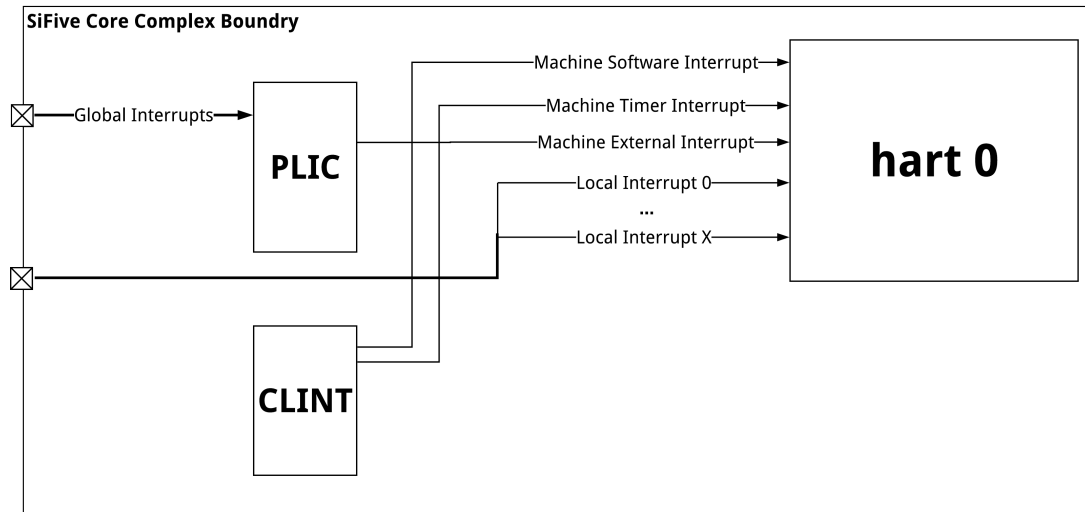 SiFive Core Complex Boundry
Machine Software Interrupt
Global Interrupts
Machine Timer Interrupt
PLIC
Machine External Interrupt
hart 0
Local Interrupt 0
...
Local Interrupt X
CLINT